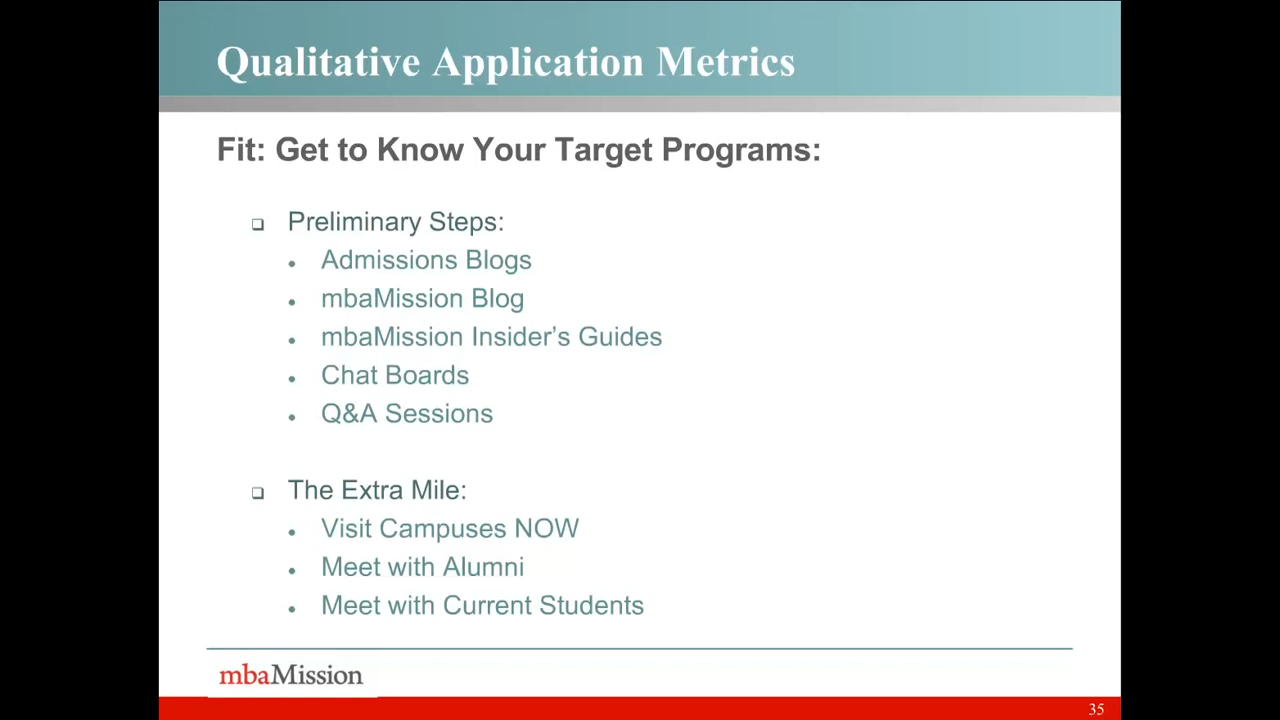 Qualitative Application Metrics
Fit: Get to Know Your Target Programs:
Preliminary Steps:
Admissions Blogs
mbaMission Blog
mbaMission Insider’s Guides
Chat Boards
Q&A Sessions
The Extra Mile:
Visit Campuses NOW
Meet with Alumni
Meet with Current Students
mbaMission
35